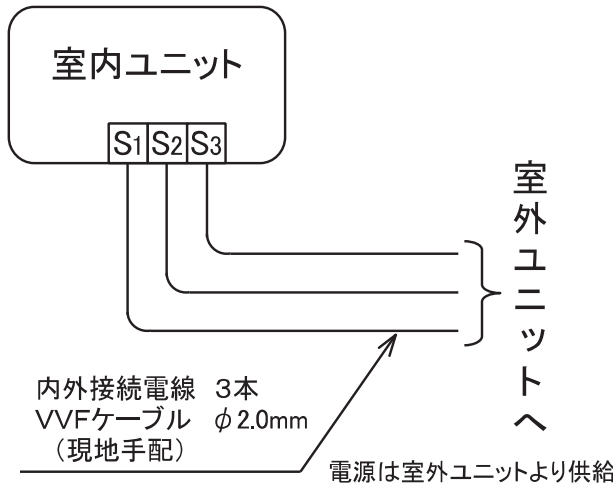 室内ユニット
S1 S2 S3
室外ユニットへ
内外接続電線 3本
VVFケーブル φ2.0mm
(現地手配)
電源は室外ユニットより供給